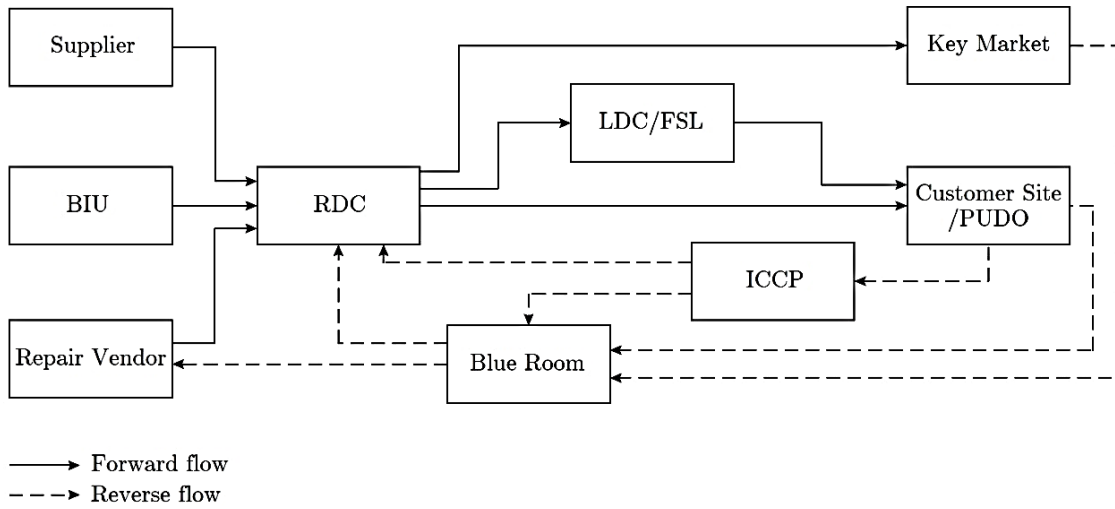 Supplier
Key Market
LDC/FSL
BIU
RDC
Customer Site
/PUDO
ICCP
Repair Vendor
Blue Room
Forward flow
Reverse flow